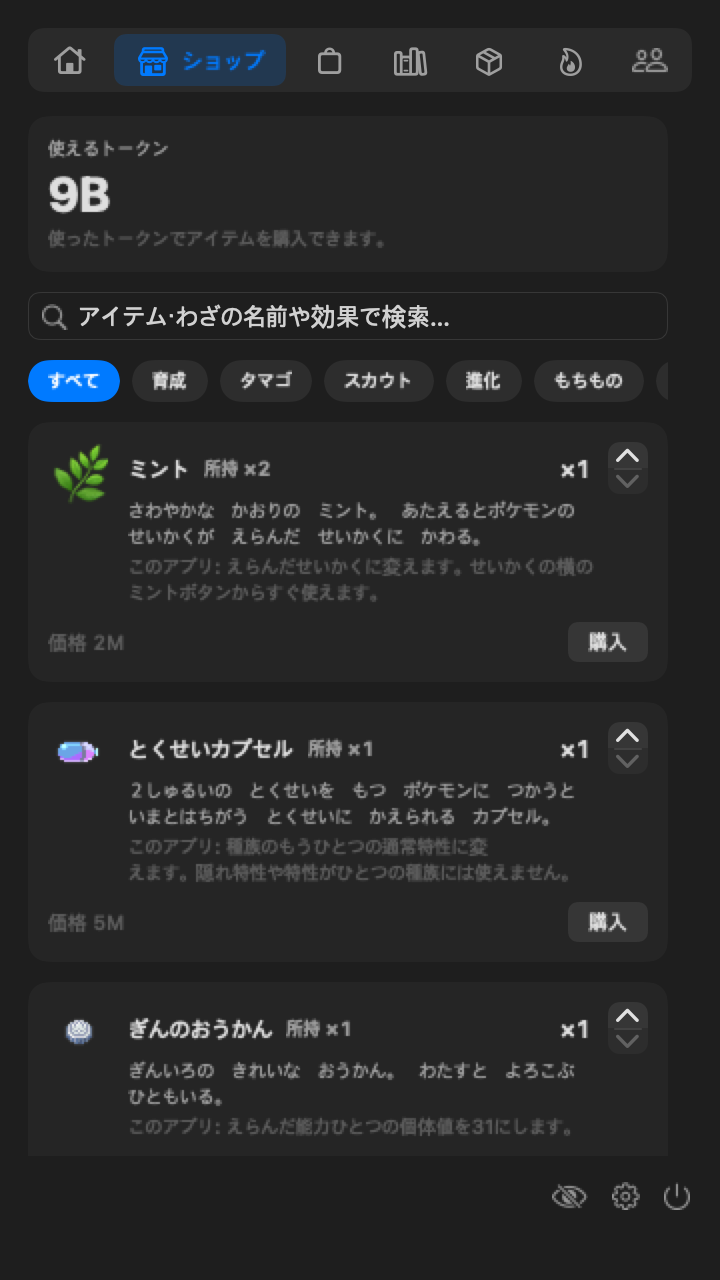 ショップ
使えるトークン
9B
使ったトークンでアイテムを購入できます。
アイテム·わざの名前や効果で検索...
すべて 育成 タマゴ スカウト 進化 もちもの
ミント 所持 ×2 ×1
さわやかな　かおりの　ミント。　あたえるとポケモンの
せいかくが　えらんだ　せいかくに　かわる。
このアプリ: えらんだせいかくに変えます。せいかくの横の
ミントボタンからすぐ使えます。
価格 2M 購入
とくせいカプセル 所持 ×1 ×1
２しゅるいの　とくせいを　もつ　ポケモンに　つかうと
いまとはちがう　とくせいに　かえられる　カプセル。
このアプリ: 種族のもうひとつの通常特性に変
えます。隠れ特性や特性がひとつの種族には使えません。
価格 5M 購入
ぎんのおうかん 所持 ×1 ×1
ぎんいろの　きれいな　おうかん。　わたすと　よろこぶ
ひともいる。
このアプリ: えらんだ能力ひとつの個体値を31にします。